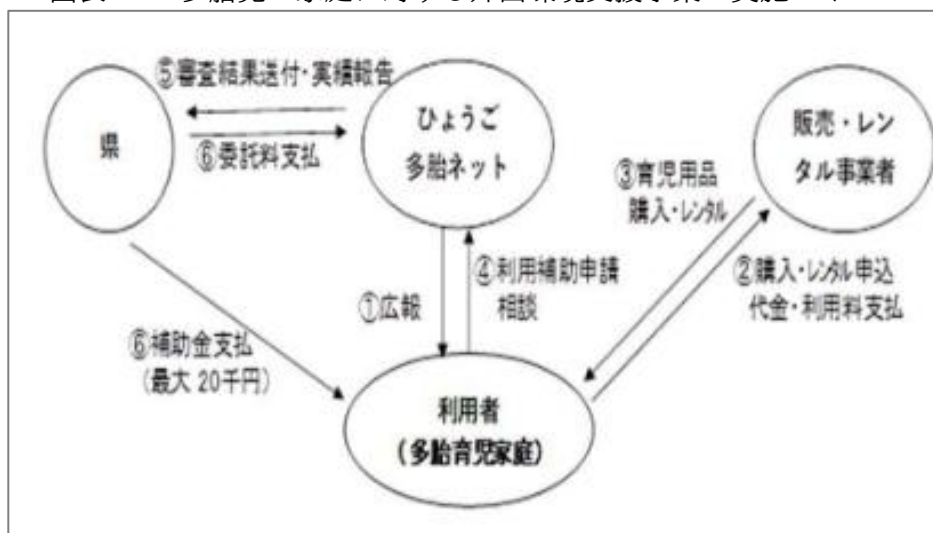 ⑤審査結果送付・実績報告
県
⑥委託料支払
ひょうご
多胎ネット
販売・レン
タル事業者
③育児用品
購入・レンタル
②購入・レンタル申込
代金・利用料支払
④利用補助申請
相談
①広報
⑥補助金支払
(最大 20千円)
利用者
(多胎育児家庭)